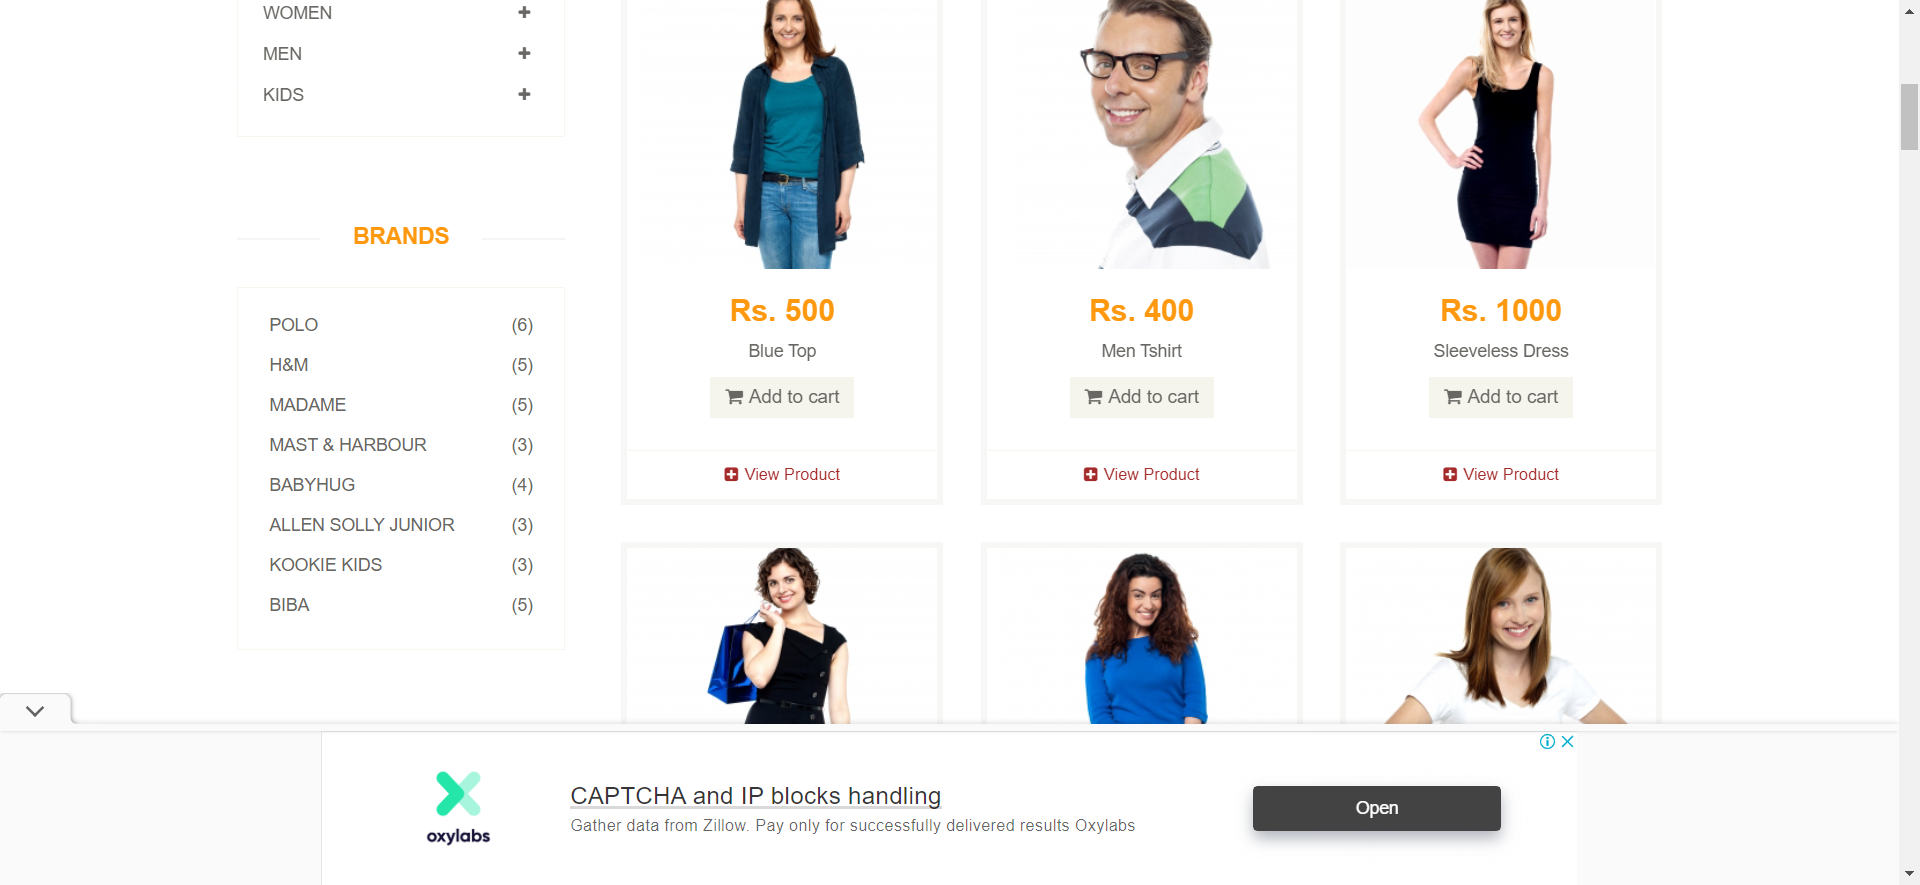 WOMEN
MEN
KIDS
BRANDS
POLO (6)
H&M (5)
MADAME (5)
MAST & HARBOUR (3)
BABYHUG (4)
ALLEN SOLLY JUNIOR (3)
KOOKIE KIDS (3)
BIBA (5)
Rs. 500
Blue Top
Add to cart
View Product
Rs. 400
Men Tshirt
Add to cart
View Product
Rs. 1000
Sleeveless Dress
Add to cart
View Product
oxylabs
CAPTCHA and IP blocks handling
Gather data from Zillow. Pay only for successfully delivered results Oxylabs
Open